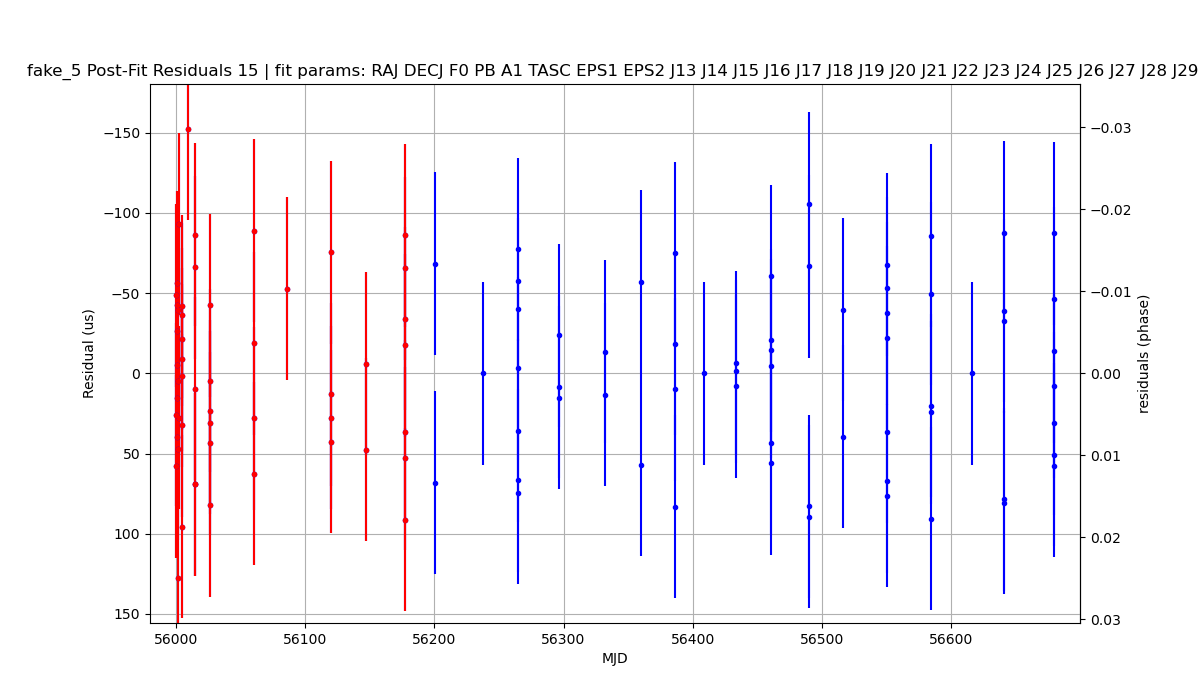 fake_5 Post-Fit Residuals 15 | fit params: RAJ DECJ F0 PB A1 TASC EPS1 EPS2 J13 J14 J15 J16 J17 J18 J19 J20 J21 J22 J23 J24 J25 J26 J27 J28 J29
−150
−100
−50
0
50
100
150
Residual (us)
−0.03
−0.02
−0.01
0.00
0.01
0.02
0.03
residuals (phase)
56000 56100 56200 56300 56400 56500 56600
MJD